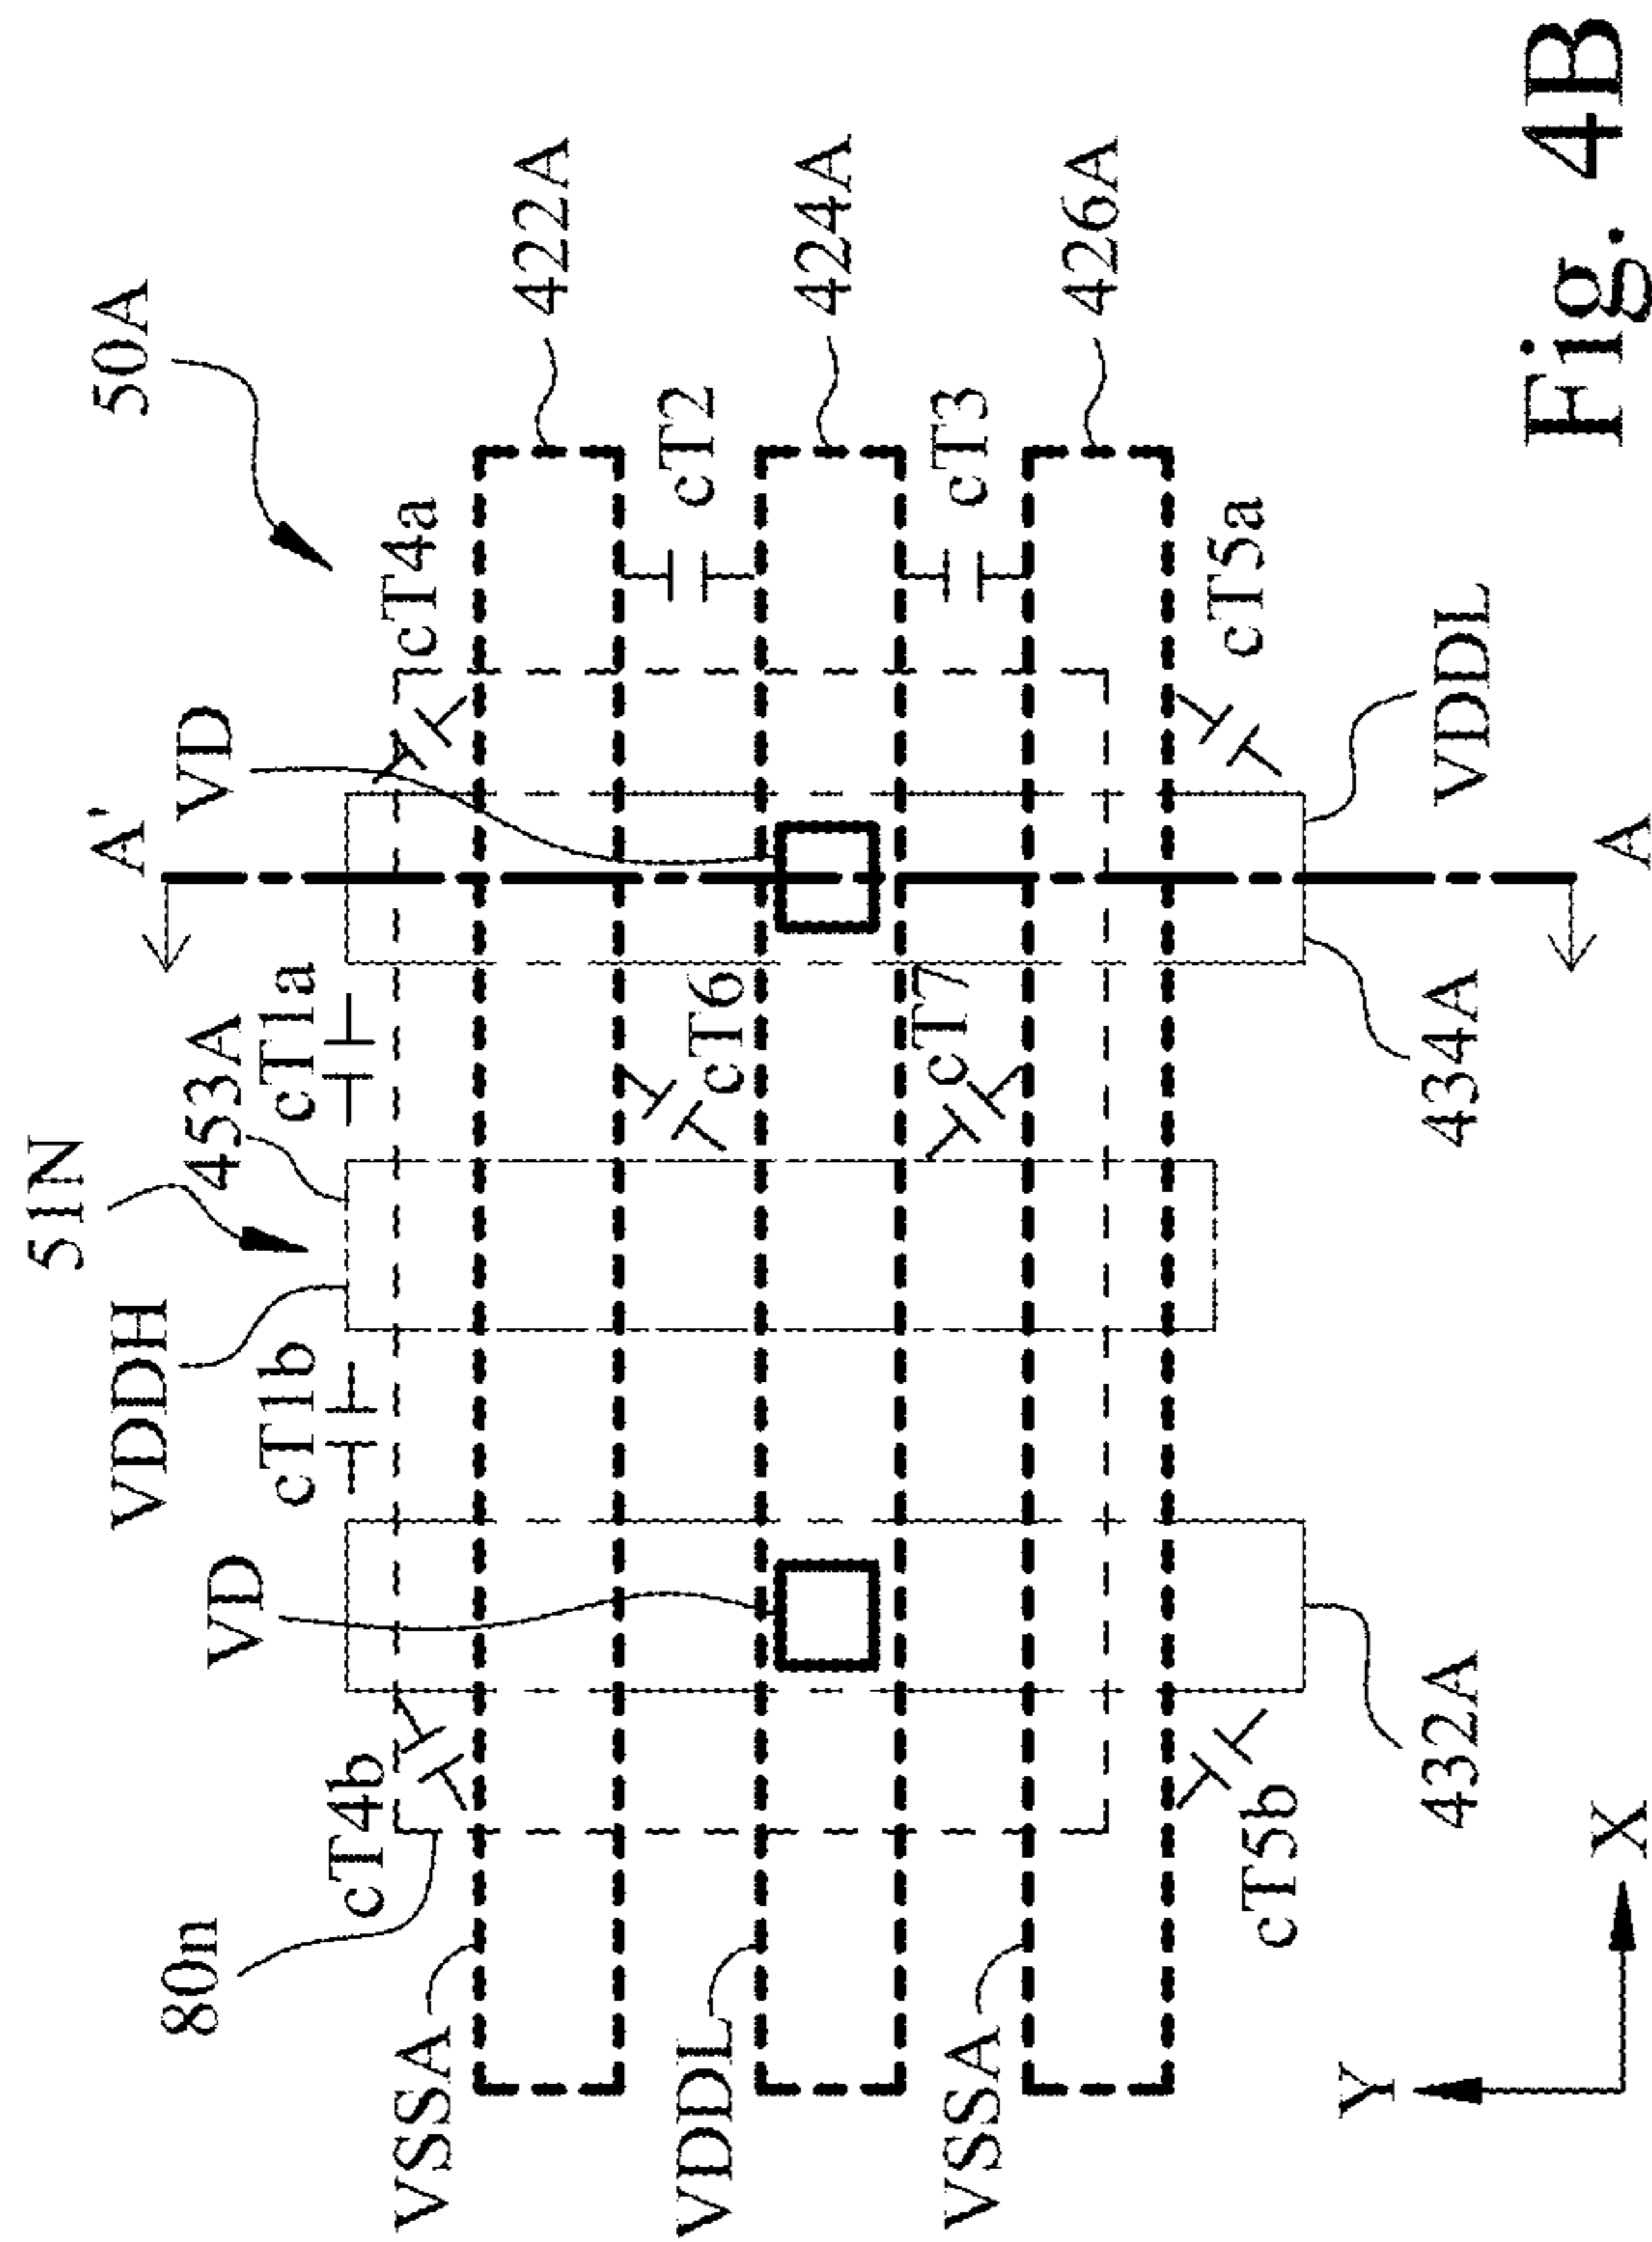 51N
50A
A'
VDDH
80n
VD
453A
VD
cT1b
cT1a
cT4b
cT4a
VSSA
422A
VDDL
cT6
cT2
424A
VSSA
cT7
cT3
426A
cT5b
cT5a
Y
432A
434A
VDDL
X
A
Fig. 4B